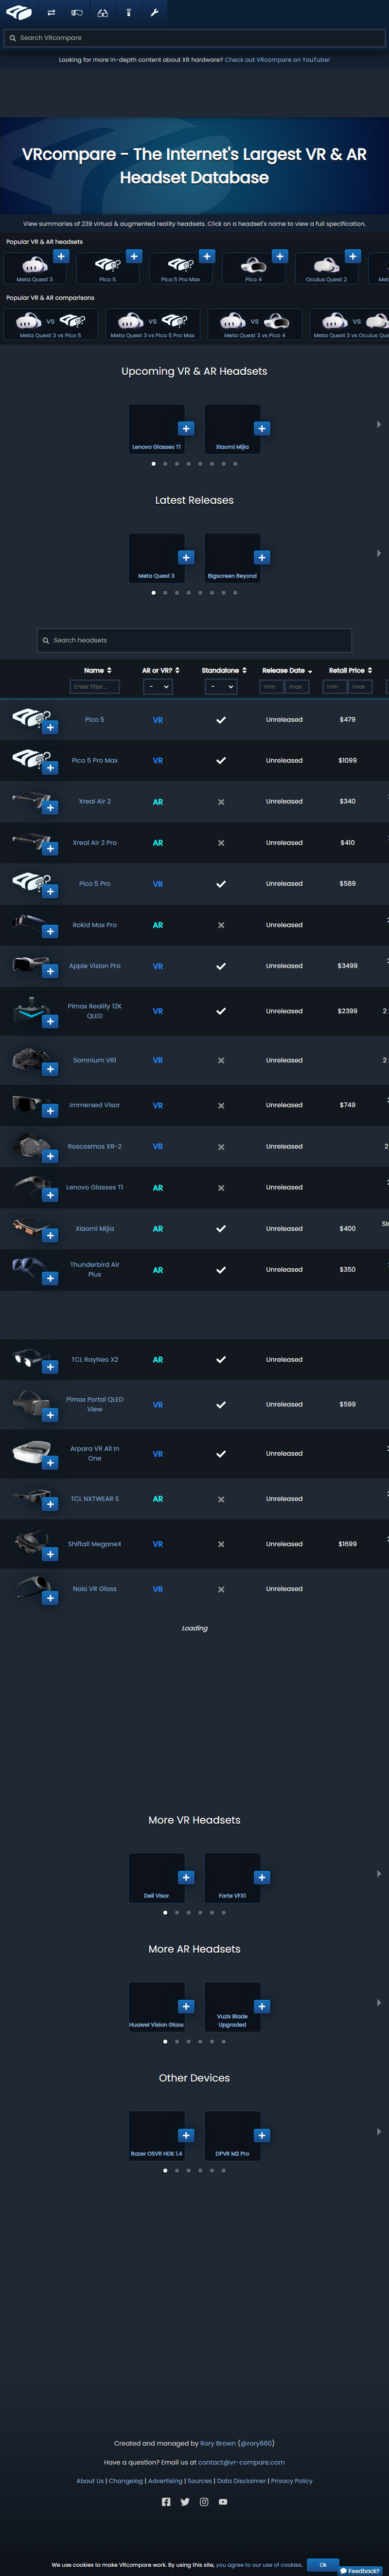 Search VRcompare
Looking for more in-depth content about XR hardware? Check out VRcompare on YouTube!
VRcompare - The Internet's Largest VR & AR
Headset Database
View summaries of 239 virtual & augmented reality headsets. Click on a headset's name to view a full specification.
Popular VR & AR headsets
Meta Quest 3
Pico 5
Pico 5 Pro Max
Pico 4
Oculus Quest 2
Met
Popular VR & AR comparisons
VS
VS
VS
VS
Meta Quest 3 vs Pico 5
Meta Quest 3 vs Pico 5 Pro Max
Meta Quest 3 vs Pico 4
Meta Quest 3 vs Oculus Que
Upcoming VR & AR Headsets
Lenovo Glasses T1
Xiaomi Mijia
Latest Releases
Meta Quest 3
Bigscreen Beyond
Search headsets
Name AR or VR? Standalone Release Date Retail Price
Enter filter... - - min max min max
Pico 5 VR Unreleased $479
Pico 5 Pro Max VR Unreleased $1099
Xreal Air 2 AR Unreleased $340
Xreal Air 2 Pro AR Unreleased $410
Pico 5 Pro VR Unreleased $589
Rokid Max Pro AR Unreleased
Apple Vision Pro VR Unreleased $3499
Pimax Reality 12K
QLED
VR Unreleased $2399 2
Somnium VR1 VR Unreleased 2
Immersed Visor VR Unreleased $749
Roscosmos XR-2 VR Unreleased 2
Lenovo Glasses T1 AR Unreleased
Xiaomi Mijia AR Unreleased $400
Thunderbird Air
Plus
AR Unreleased $350
TCL RayNeo X2 AR Unreleased
Pimax Portal QLED
View
VR Unreleased $599
Arpara VR All In
One
VR Unreleased
TCL NXTWEAR S AR Unreleased
Shiftall MeganeX VR Unreleased $1699
Nolo VR Glass VR Unreleased
Loading
More VR Headsets
Dell Visor
Forte VFX1
More AR Headsets
Huawei Vision Glass
Vuzix Blade
Upgraded
Other Devices
Razer OSVR HDK 1.4
DPVR M2 Pro
Created and managed by Rory Brown (@rory660)
Have a question? Email us at contact@vr-compare.com
About Us | Changelog | Advertising | Sources | Data Disclaimer | Privacy Policy
We use cookies to make VRcompare work. By using this site, you agree to our use of cookies.
Ok
Feedback?